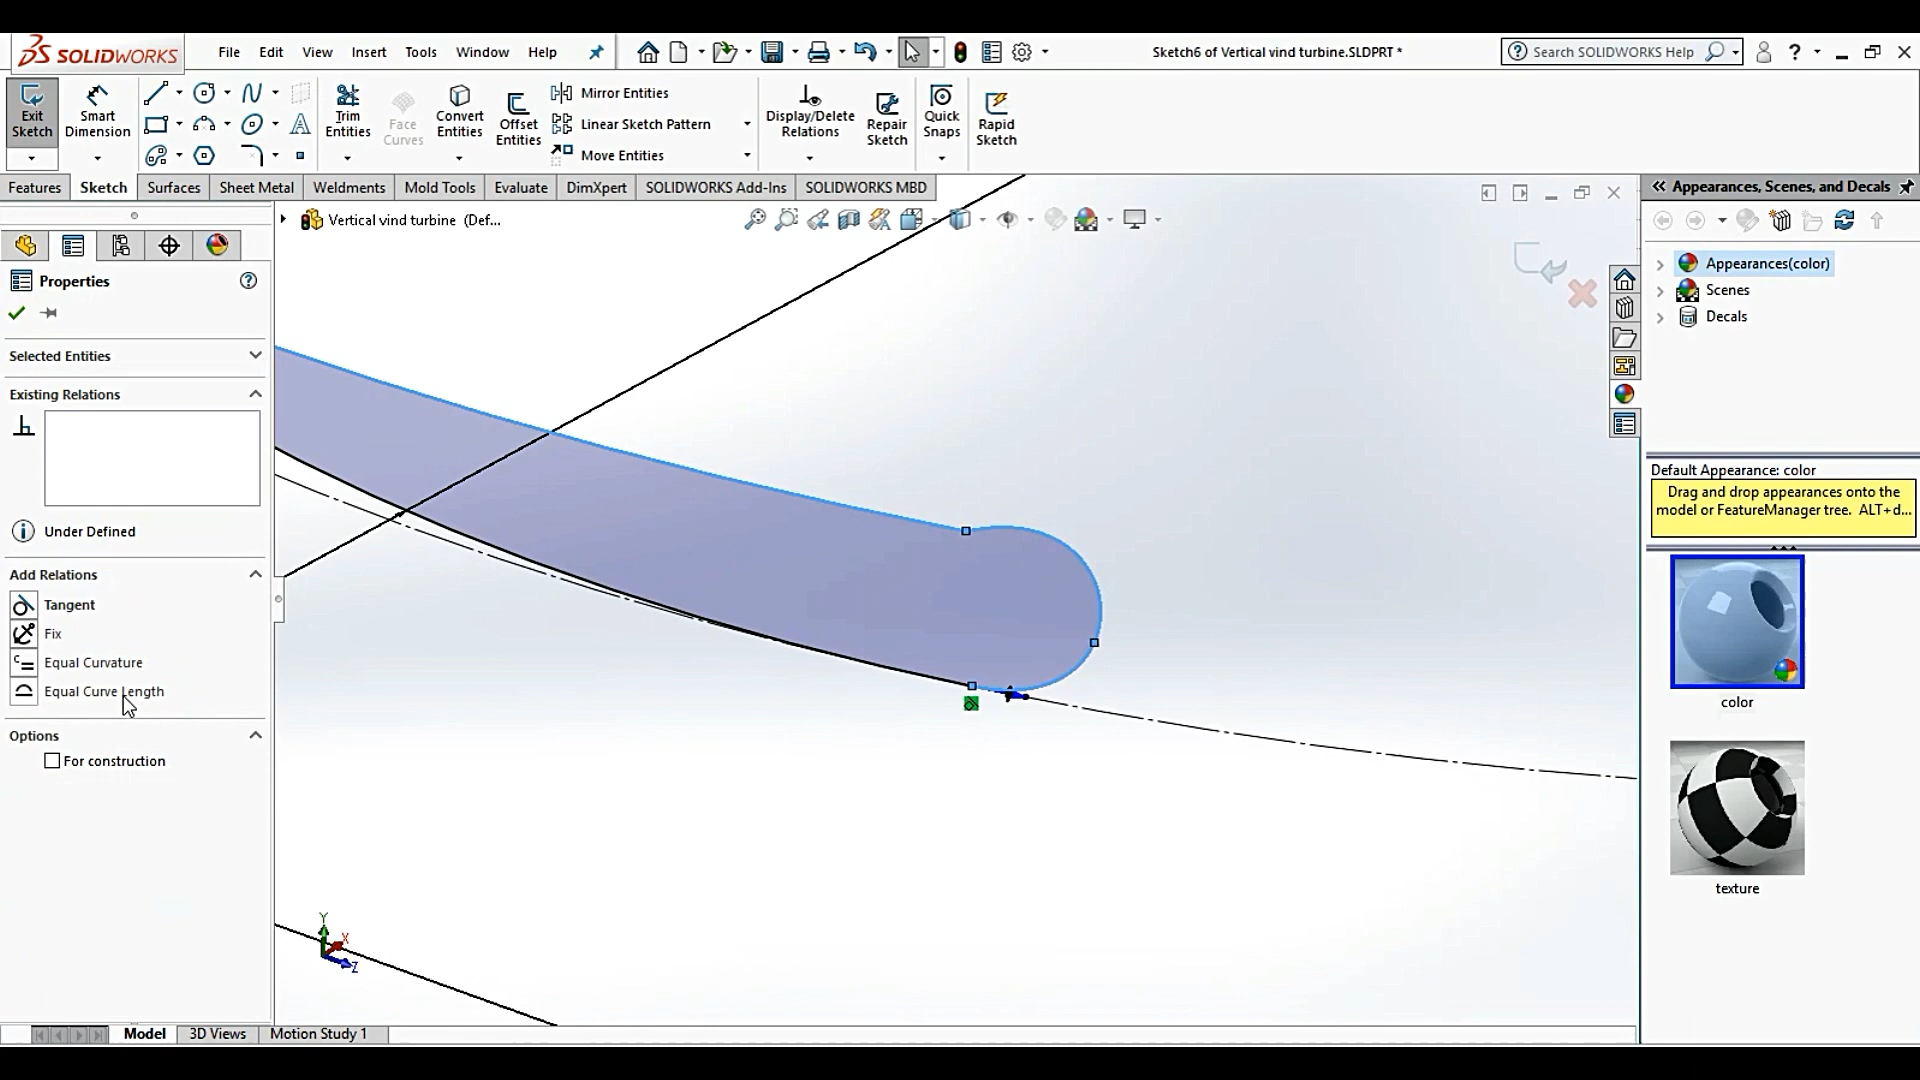 SOLIDWORKS File Edit View Insert Tools Window Help Sketch6 of Vertical vind turbine.SLDPRT * Search SOLIDWORKS Help ?
Exit Sketch
Smart Dimension
Trim Entities
Face Curves
Convert Entities
Offset Entities
Mirror Entities
Linear Sketch Pattern
Move Entities
Display/Delete Relations
Repair Sketch
Quick Snaps
Rapid Sketch
Features Sketch Surfaces Sheet Metal Weldments Mold Tools Evaluate DimXpert SOLIDWORKS Add-Ins SOLIDWORKS MBD
Vertical vind turbine (Def...
Properties
Selected Entities
Existing Relations
Under Defined
Add Relations
Tangent
Fix
Equal Curvature
Equal Curve Length
Options
For construction
Y
X
Z
Model 3D Views Motion Study 1
Appearances, Scenes, and Decals
Appearances(color)
Scenes
Decals
Default Appearance: color
Drag and drop appearances onto the
model or FeatureManager tree. ALT+d...
color
texture